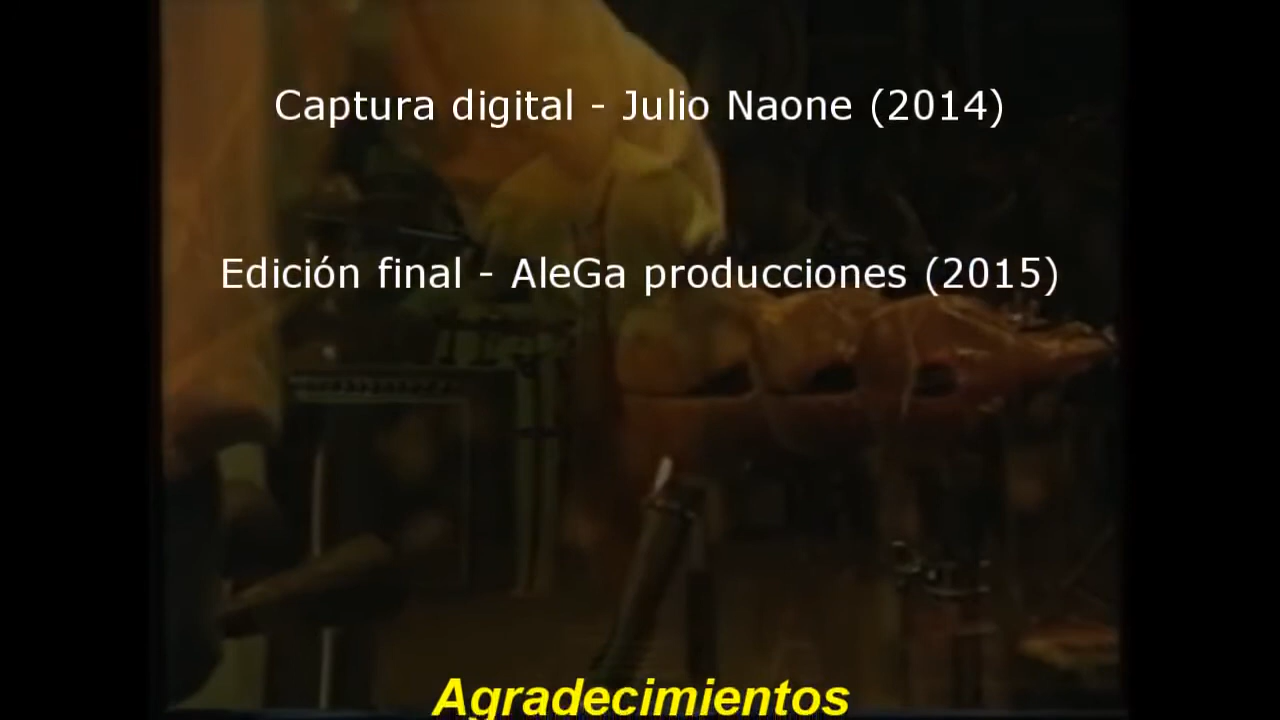 Captura digital - Julio Naone (2014)
Edición final - AleGa producciones (2015)
Agradecimientos